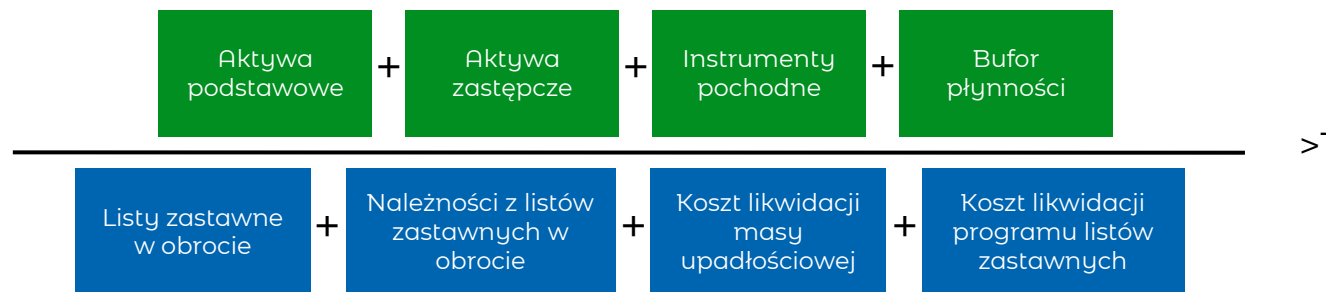 Aktywa
podstawowe
+
Aktywa
zastępcze
+
Instrumenty
pochodne
+
Bufor
płynności
>
Listy zastawne
w obrocie
+
Należności z listów
zastawnych w
obrocie
+
Koszt likwidacji
masy
upadłościowej
+
Koszt likwidacji
programu listów
zastawnych